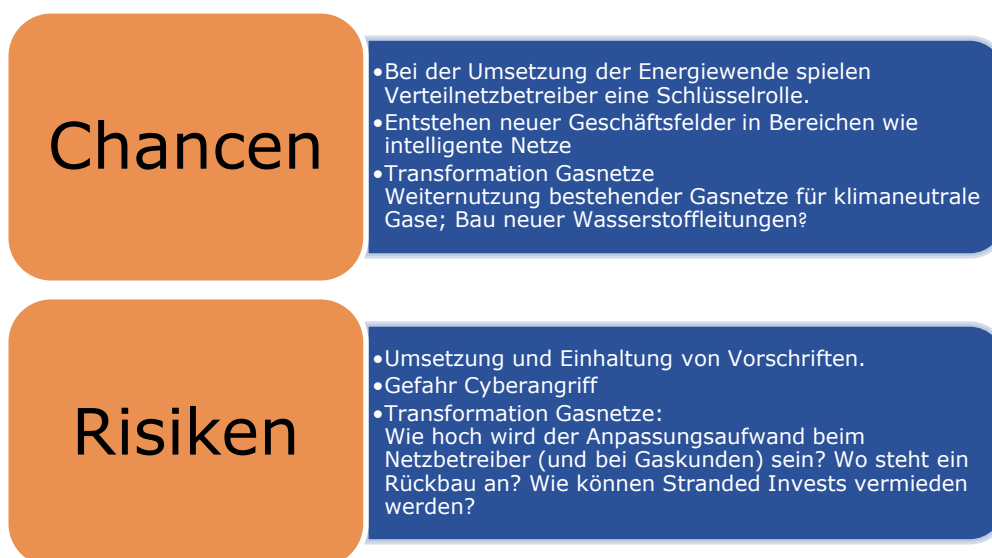 Chancen
•Bei der Umsetzung der Energiewende spielen
Verteilnetzbetreiber eine Schlüsselrolle.
•Entstehen neuer Geschäftsfelder in Bereichen wie
intelligente Netze
•Transformation Gasnetze
Weiternutzung bestehender Gasnetze für klimaneutrale
Gase; Bau neuer Wasserstoffleitungen?
Risiken
•Umsetzung und Einhaltung von Vorschriften.
•Gefahr Cyberangriff
•Transformation Gasnetze:
Wie hoch wird der Anpassungsaufwand beim
Netzbetreiber (und bei Gaskunden) sein? Wo steht ein
Rückbau an? Wie können Stranded Invests vermieden
werden?